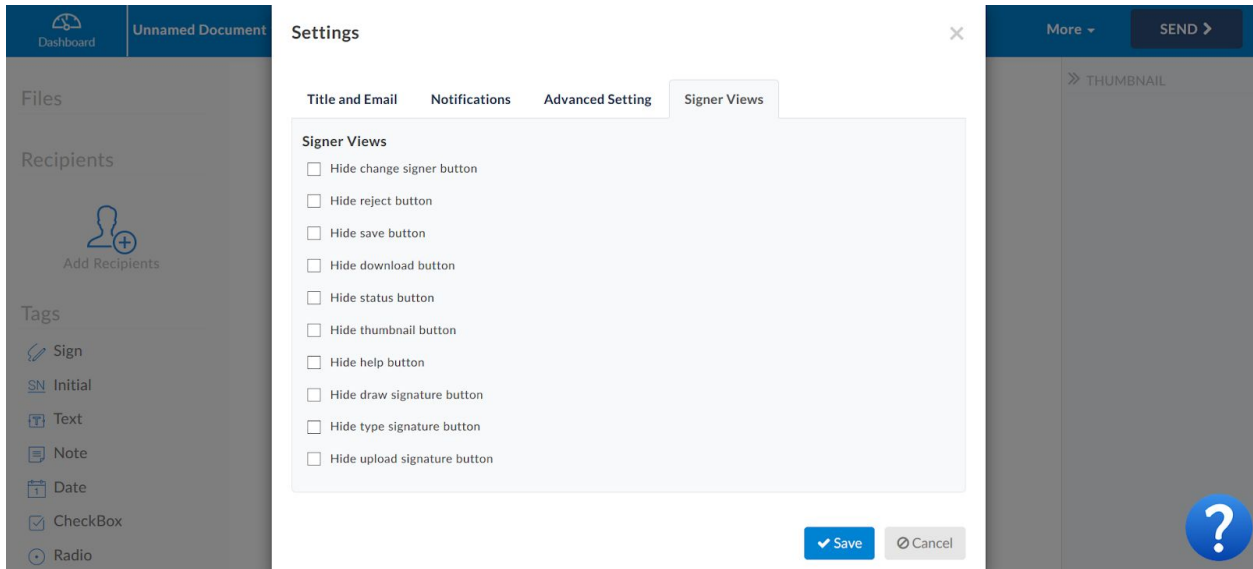 Dashboard
Unnamed Document
Settings
More
SEND
THUMBNAIL
Files
Recipients
Add Recipients
Tags
Sign
SN Initial
T Text
Note
1 Date
CheckBox
Radio
Title and Email Notifications Advanced Setting Signer Views
Signer Views
Hide change signer button
Hide reject button
Hide save button
Hide download button
Hide status button
Hide thumbnail button
Hide help button
Hide draw signature button
Hide type signature button
Hide upload signature button
Save Cancel
?